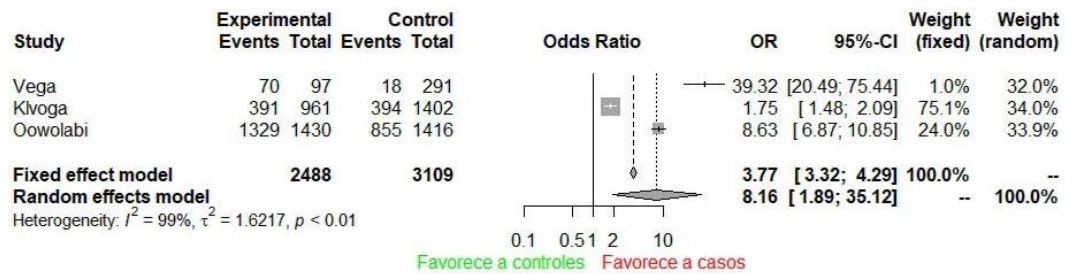 Experimental Control Weight Weight
Study Events Total Events Total Odds Ratio OR 95%-CI (fixed) (random)
Vega 70 97 18 291 39.32 [20.49; 75.44] 1.0% 32.0%
Klvoga 391 961 394 1402 1.75 [1.48; 2.09] 75.1% 34.0%
Oowolabi 1329 1430 855 1416 8.63 [6.87; 10.85] 24.0% 33.9%
Fixed effect model 2488 3109 3.77 [3.32; 4.29] 100.0% --
Random effects model 8.16 [1.89; 35.12] -- 100.0%
Heterogeneity: I² = 99%, τ² = 1.6217, p < 0.01
0.1 0.5 1 2 10
Favorece a controles Favorece a casos